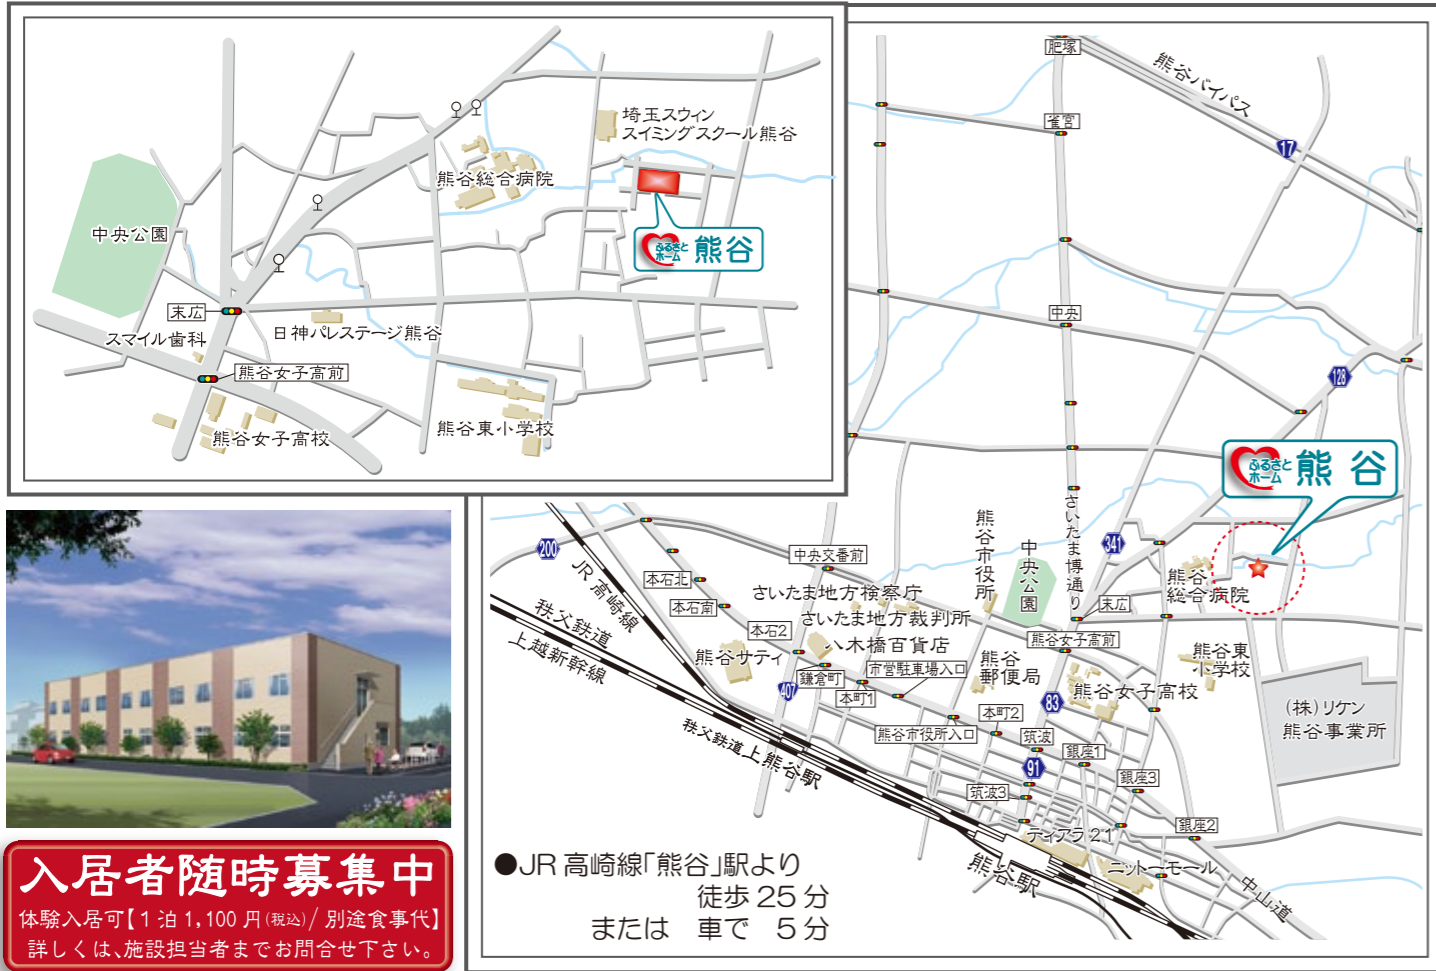 埼玉スウィン
スイミングスクール熊谷
熊谷総合病院
中央公園
ふるさと
ホーム
熊谷
末広
スマイル歯科
日神パレステージ熊谷
熊谷女子高前
熊谷女子高校
熊谷東小学校
肥塚
熊谷バイパス
17
雀宮
中央
128
ふるさと
ホーム
熊谷
さいたま博通り
341
熊谷市役所
中央公園
中央交番前
200
JR高崎線
本石北
本石南
本石2
さいたま地方検察庁
さいたま地方裁判所
八木橋百貨店
熊谷
総合病院
末広
熊谷女子高前
秩父鉄道
上越新幹線
熊谷サティ
鎌倉町
407
本町1
市営駐車場入口
熊谷
郵便局
熊谷女子高校
熊谷東
小学校
83
(株)リケン
熊谷事業所
熊谷市役所入口
本町2
筑波
銀座1
91
銀座3
筑波3
銀座2
秩父鉄道上熊谷駅
ティアラ21
ニットーモール
熊谷駅
中山道
●JR高崎線「熊谷」駅より
徒歩25分
または 車で 5分
入居者随時募集中
体験入居可【1泊1,100円(税込)/別途食事代】
詳しくは、施設担当者までお問合せ下さい。